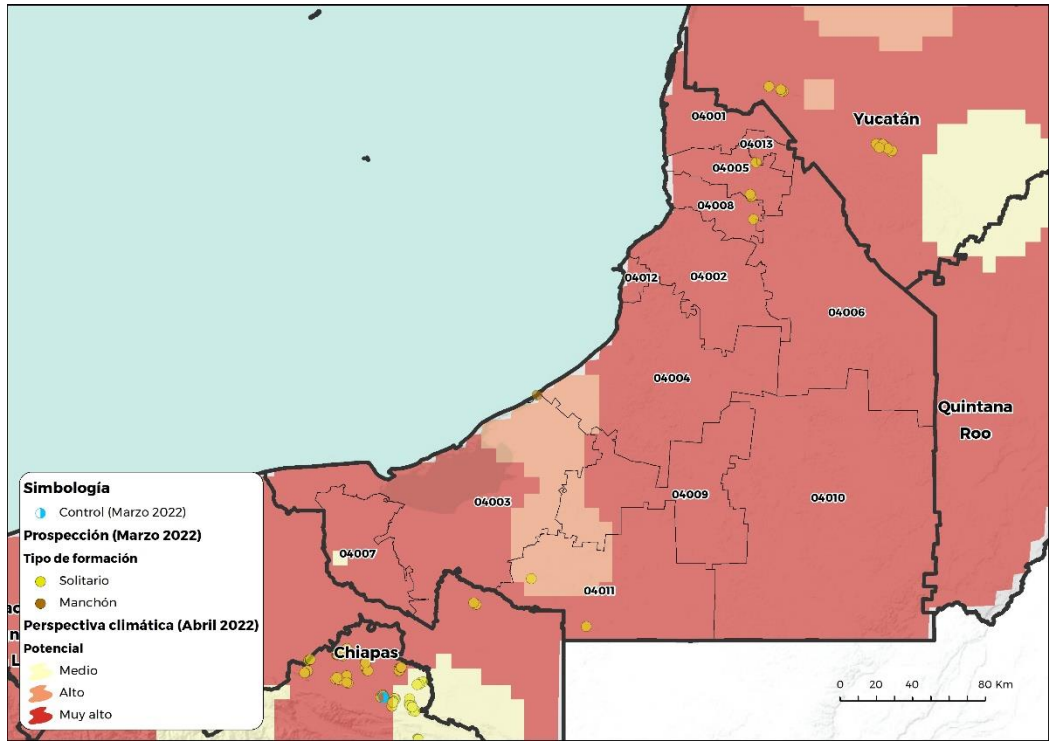 04001
Yucatán
04013
04005
04008
04012
04002
04006
04004
Quintana
Roo
04003
04009
04010
04007
04011
Chiapas
Simbología
Control (Marzo 2022)
Prospección (Marzo 2022)
Tipo de formación
Solitario
Manchón
Perspectiva climática (Abril 2022)
Potencial
Medio
Alto
Muy alto
0 20 40 60 80 Km